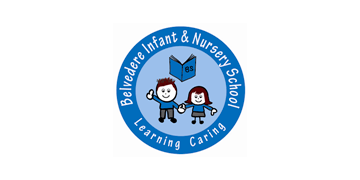 Belvedere Infant & Nursery School
BS.
Learning Caring